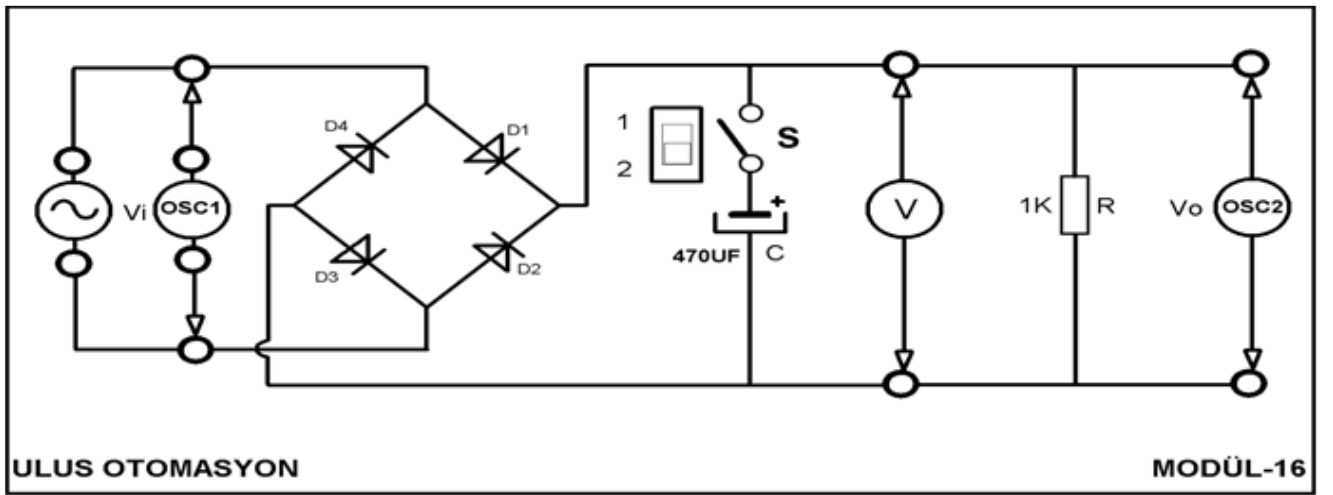 D4
D1
1
S
2
Vi
OSC1
V
1K
R
Vo
OSC2
+
470UF
C
D3
D2
ULUS OTOMASYON
MODÜL-16